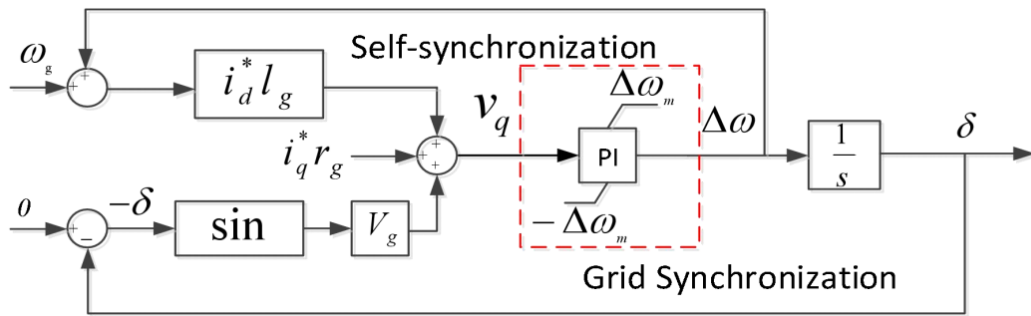 Self-synchronization
ω_g
+
+
i_d^* l_g
Δω_m
v_q
Δω
δ
+
+
+
i_q^* r_g
PI
1/s
0
−δ
+
−
sin
V_g
−Δω_m
Grid Synchronization